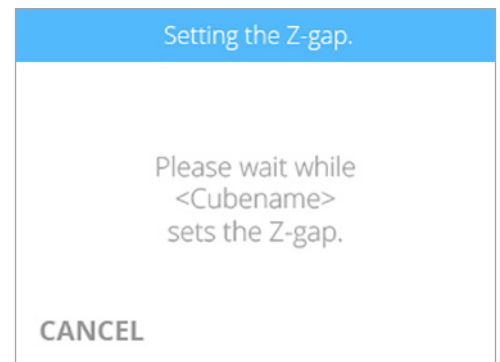 Setting the Z-gap.
Please wait while
<Cubename>
sets the Z-gap.
CANCEL